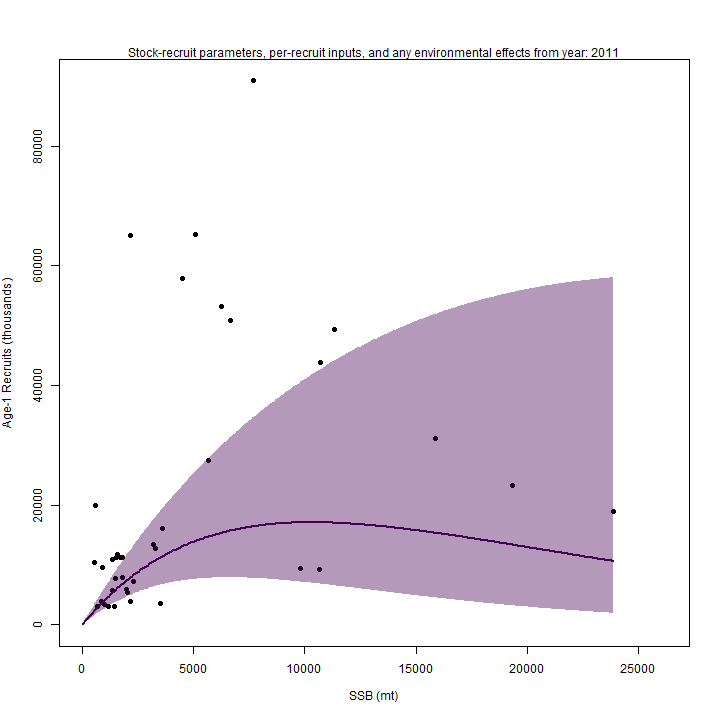 Stock-recruit parameters, per-recruit inputs, and any environmental effects from year: 2011
Age-1 Recruits (thousands)
80000
60000
40000
20000
0
0 5000 10000 15000 20000 25000
SSB (mt)